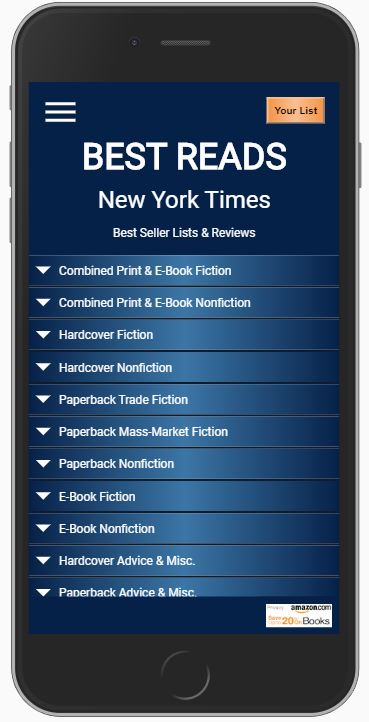 Your List
BEST READS
New York Times
Best Seller Lists & Reviews
Combined Print & E-Book Fiction
Combined Print & E-Book Nonfiction
Hardcover Fiction
Hardcover Nonfiction
Paperback Trade Fiction
Paperback Mass-Market Fiction
Paperback Nonfiction
E-Book Fiction
E-Book Nonfiction
Hardcover Advice & Misc.
Paperback Advice & Misc.
Privacy amazon.com
Save 20% on Books